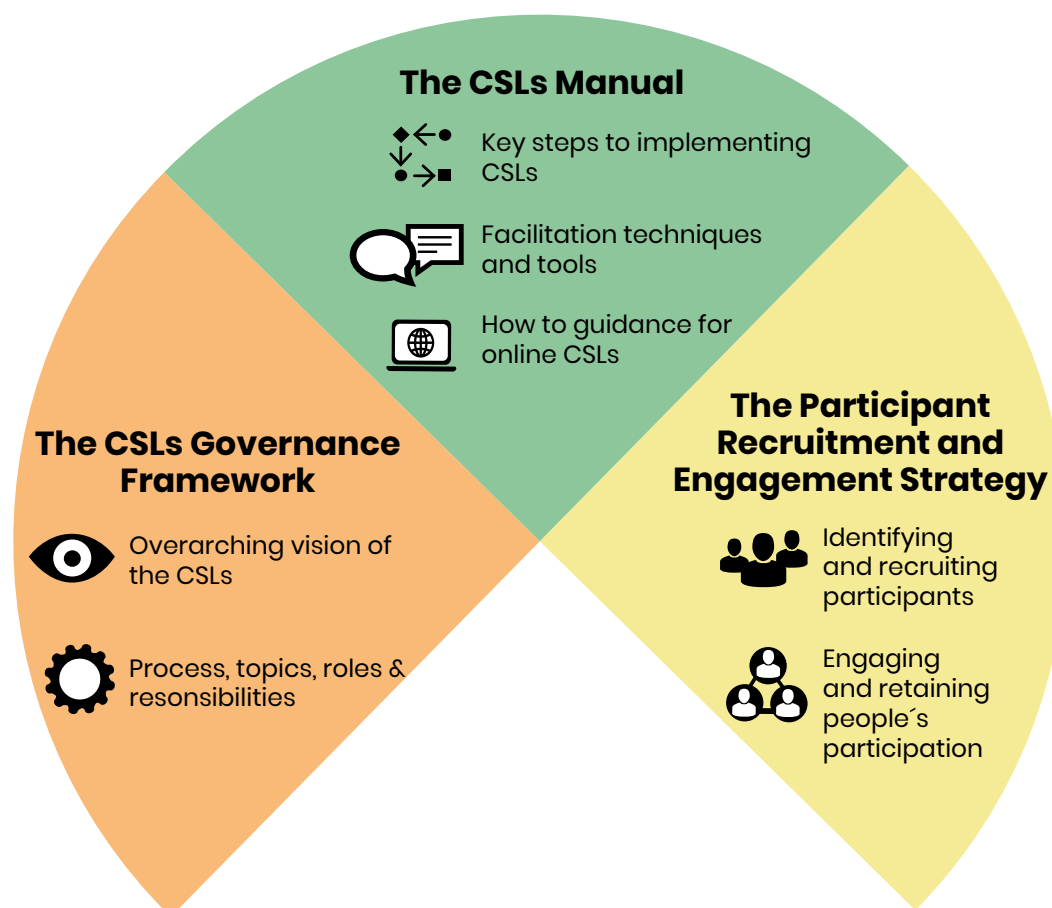 The CSLs Manual
Key steps to implementing
CSLs
Facilitation techniques
and tools
How to guidance for
online CSLs
The CSLs Governance
Framework
Overarching vision of
the CSLs
Process, topics, roles &
resonsibilities
The Participant
Recruitment and
Engagement Strategy
Identifying
and recruiting
participants
Engaging
and retaining
people´s
participation